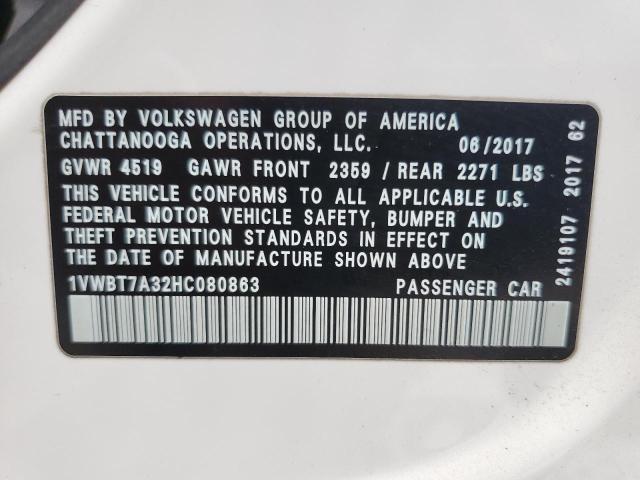 MFD BY VOLKSWAGEN GROUP OF AMERICA
CHATTANOOGA OPERATIONS, LLC. 06/2017
GVWR 4519 GAWR FRONT 2359 / REAR 2271 LBS
THIS VEHICLE CONFORMS TO ALL APPLICABLE U.S.
FEDERAL MOTOR VEHICLE SAFETY, BUMPER AND
THEFT PREVENTION STANDARDS IN EFFECT ON
THE DATE OF MANUFACTURE SHOWN ABOVE
1VWBT7A32HC080863 PASSENGER CAR
2419107 2017 62